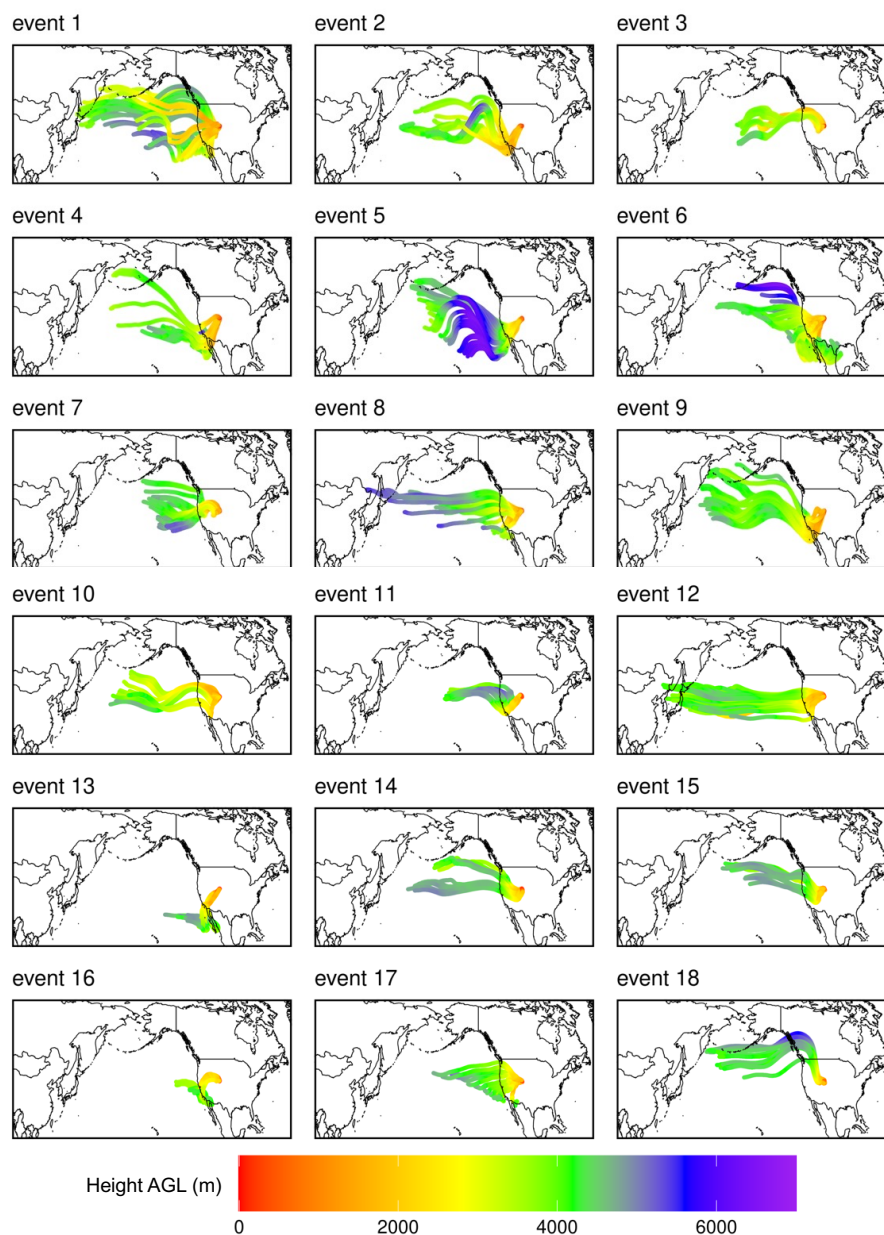 event 1
event 2
event 3
event 4
event 5
event 6
event 7
event 8
event 9
event 10
event 11
event 12
event 13
event 14
event 15
event 16
event 17
event 18
Height AGL (m)
0 2000 4000 6000